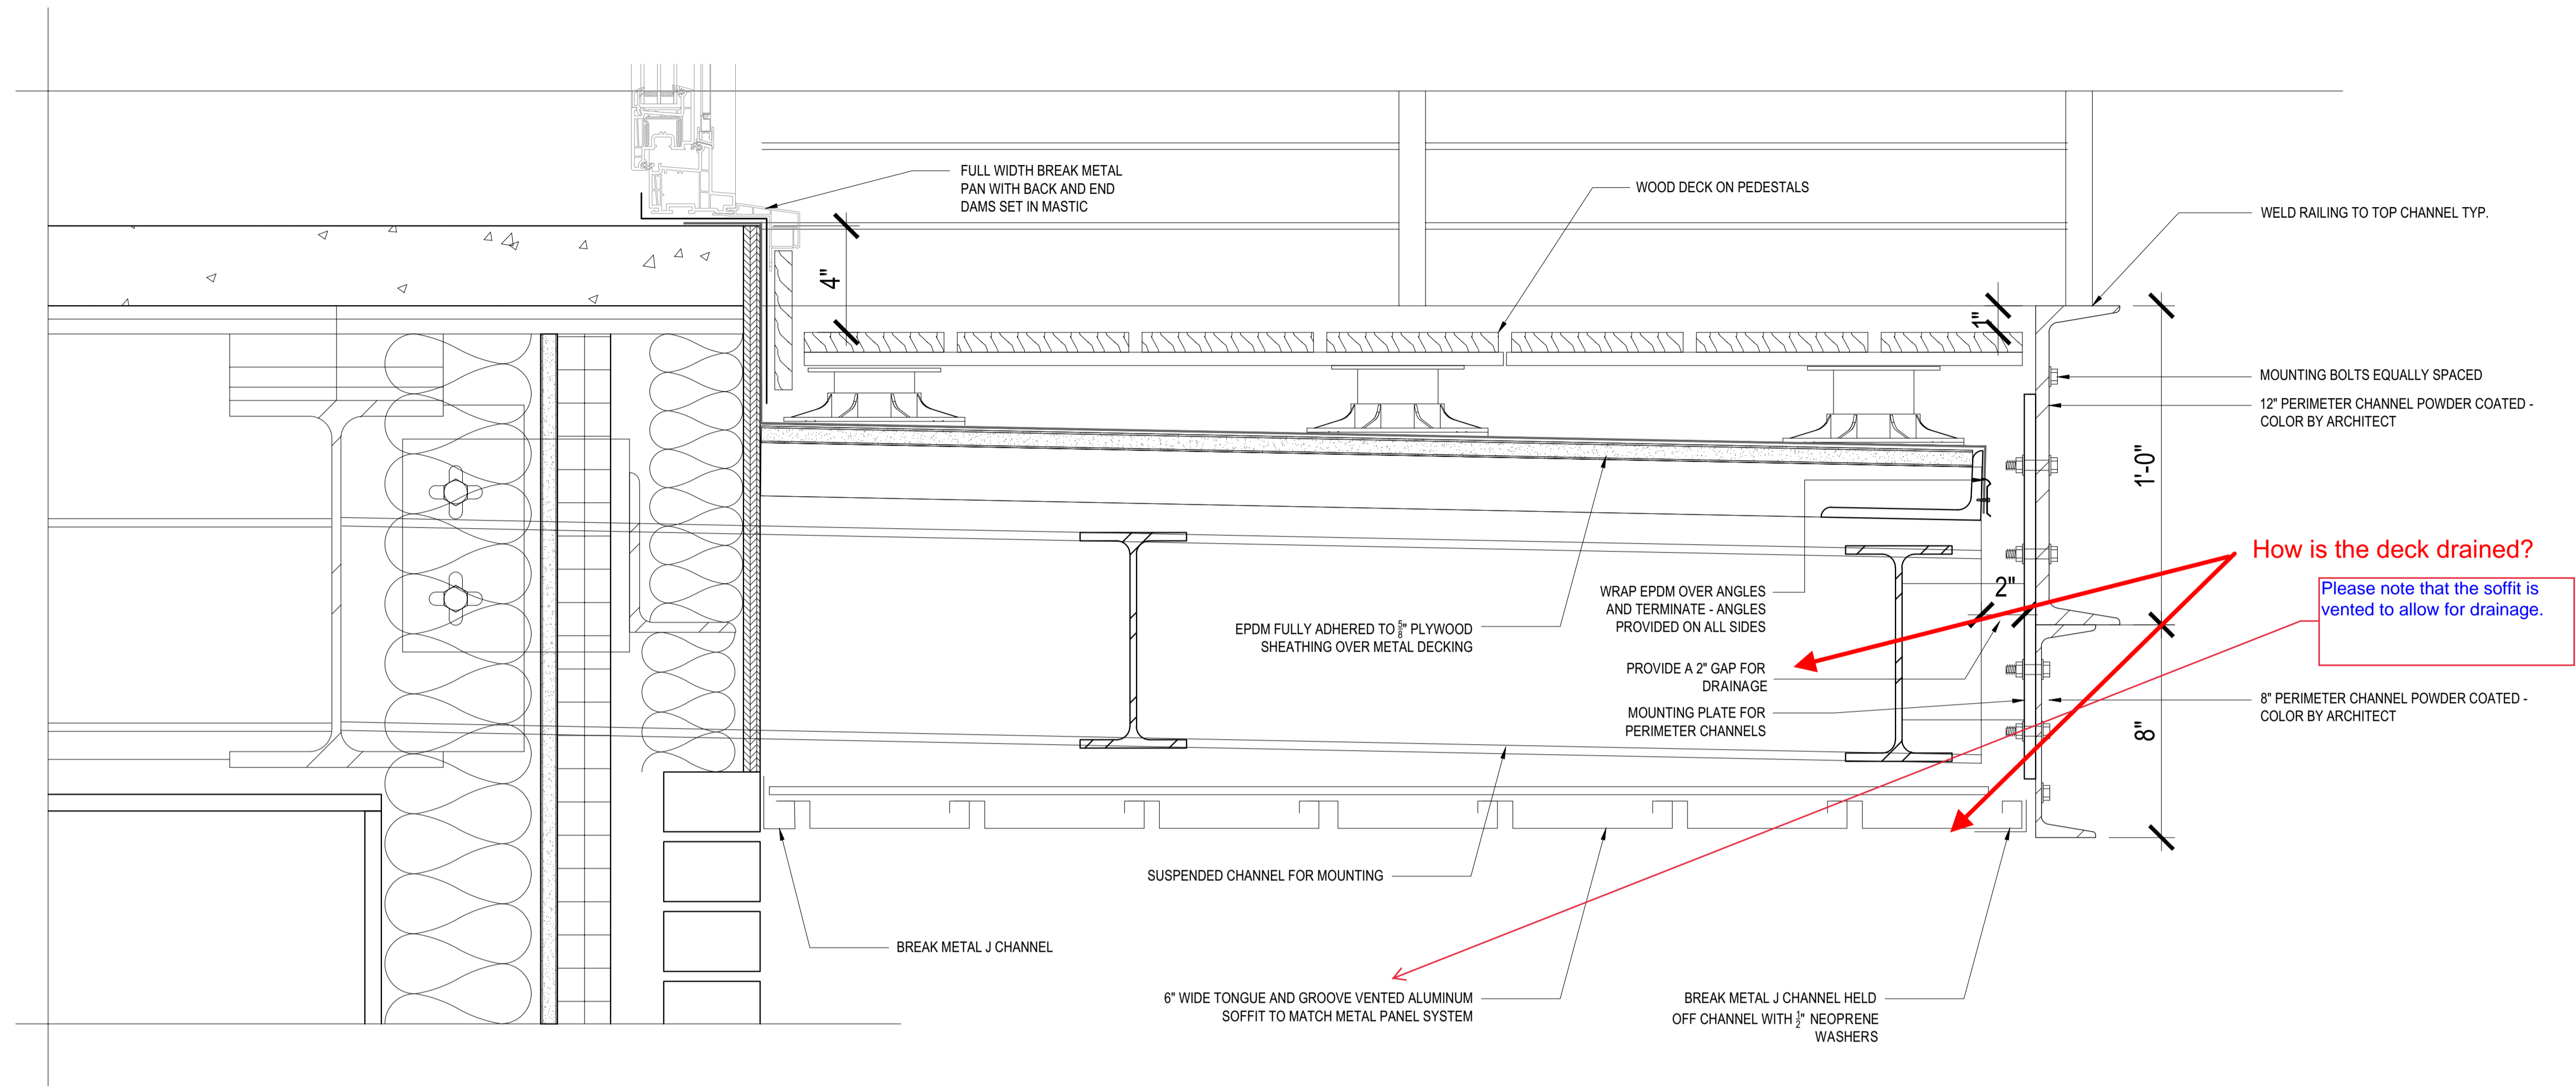 FULL WIDTH BREAK METAL
PAN WITH BACK AND END
DAMS SET IN MASTIC
WOOD DECK ON PEDESTALS
WELD RAILING TO TOP CHANNEL TYP.
4"
1"
MOUNTING BOLTS EQUALLY SPACED
12" PERIMETER CHANNEL POWDER COATED -
COLOR BY ARCHITECT
1'-0"
How is the deck drained?
Please note that the soffit is
vented to allow for drainage.
2"
WRAP EPDM OVER ANGLES
AND TERMINATE - ANGLES
PROVIDED ON ALL SIDES
EPDM FULLY ADHERED TO 5/8" PLYWOOD
SHEATHING OVER METAL DECKING
PROVIDE A 2" GAP FOR
DRAINAGE
MOUNTING PLATE FOR
PERIMETER CHANNELS
8" PERIMETER CHANNEL POWDER COATED -
COLOR BY ARCHITECT
8"
SUSPENDED CHANNEL FOR MOUNTING
BREAK METAL J CHANNEL
6" WIDE TONGUE AND GROOVE VENTED ALUMINUM
SOFFIT TO MATCH METAL PANEL SYSTEM
BREAK METAL J CHANNEL HELD
OFF CHANNEL WITH 1/2" NEOPRENE
WASHERS